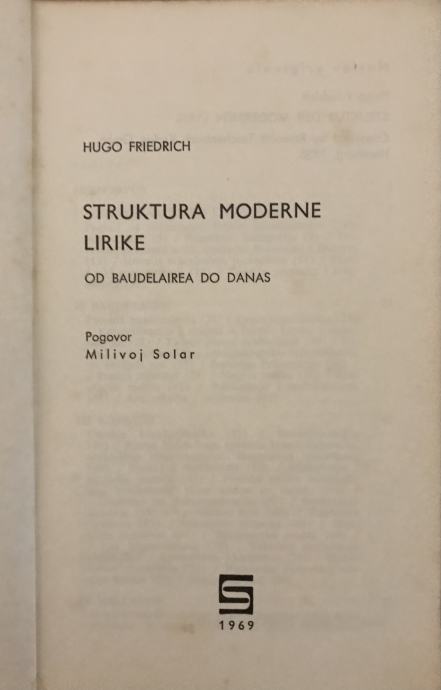 HUGO FRIEDRICH
STRUKTURA MODERNE
LIRIKE
OD BAUDELAIREA DO DANAS
Pogovor
Milivoj Solar
S
1969